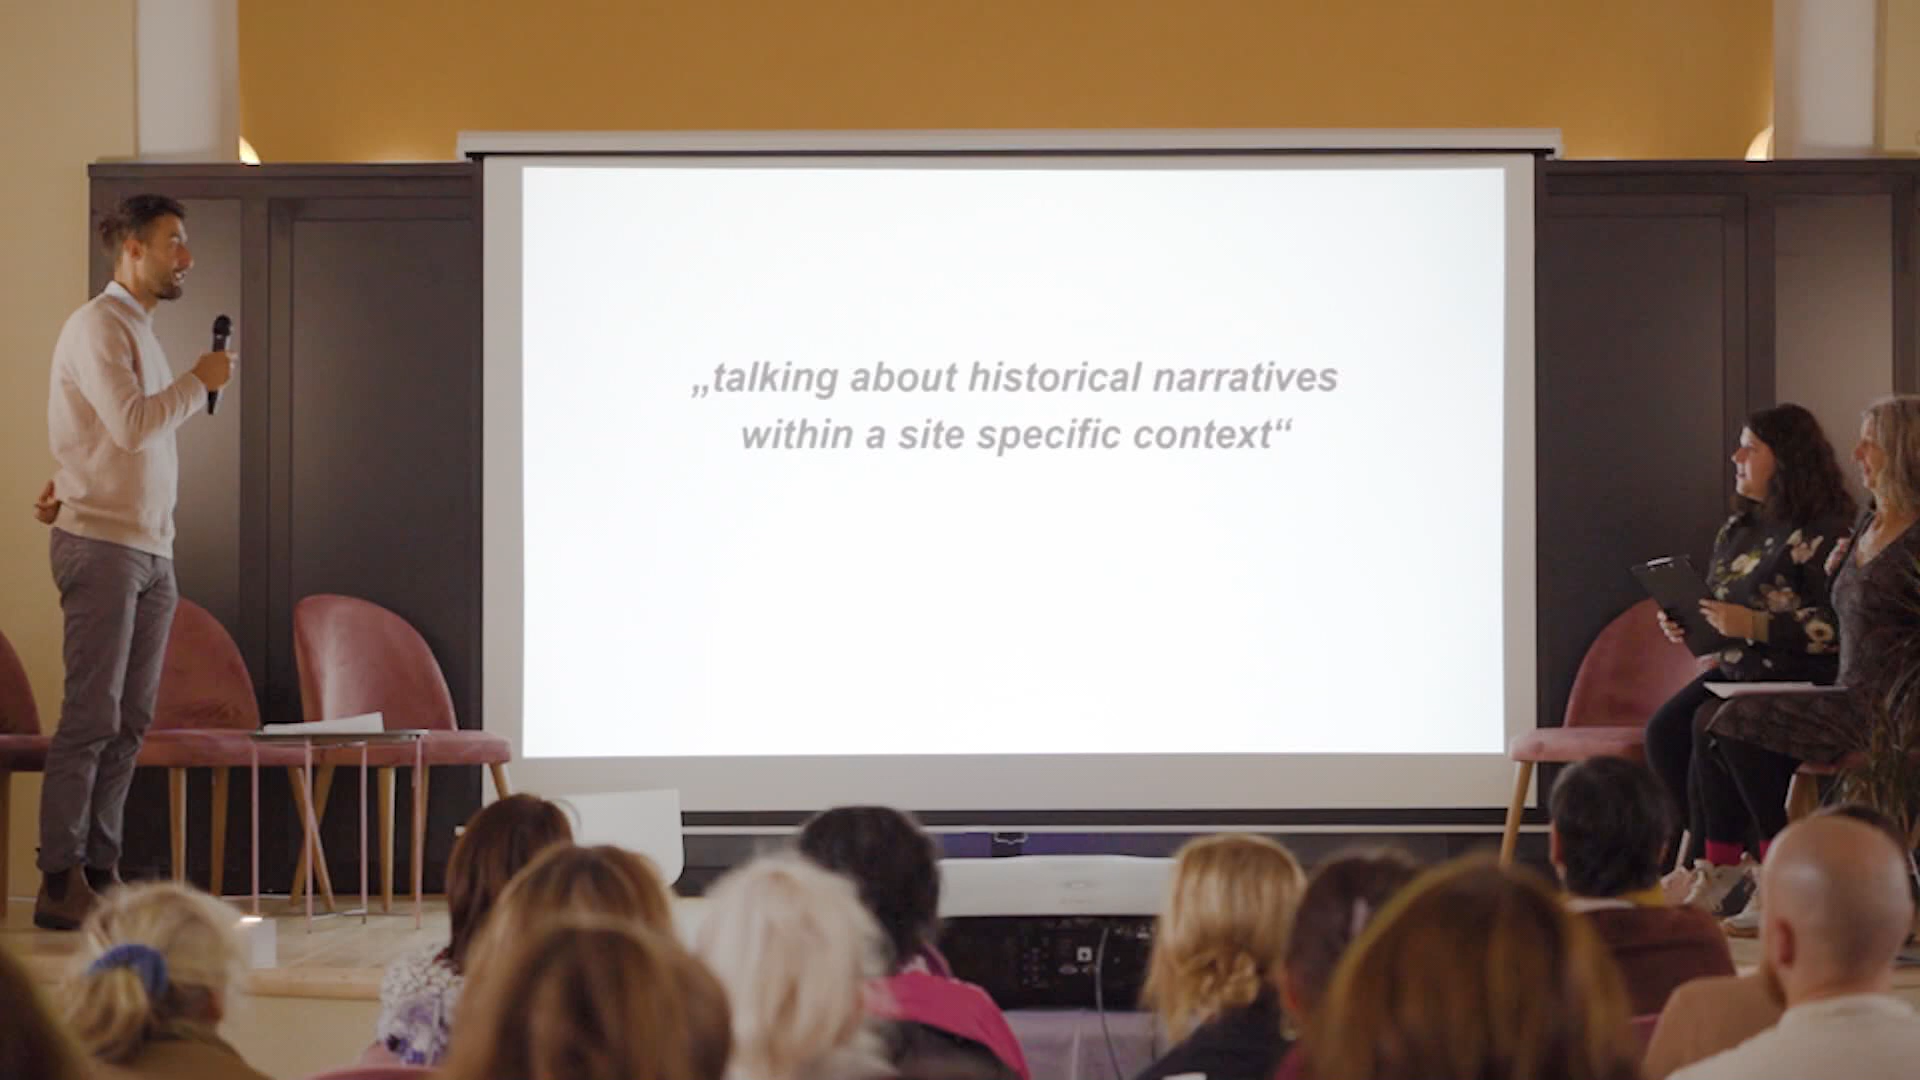 „talking about historical narratives
within a site specific context“